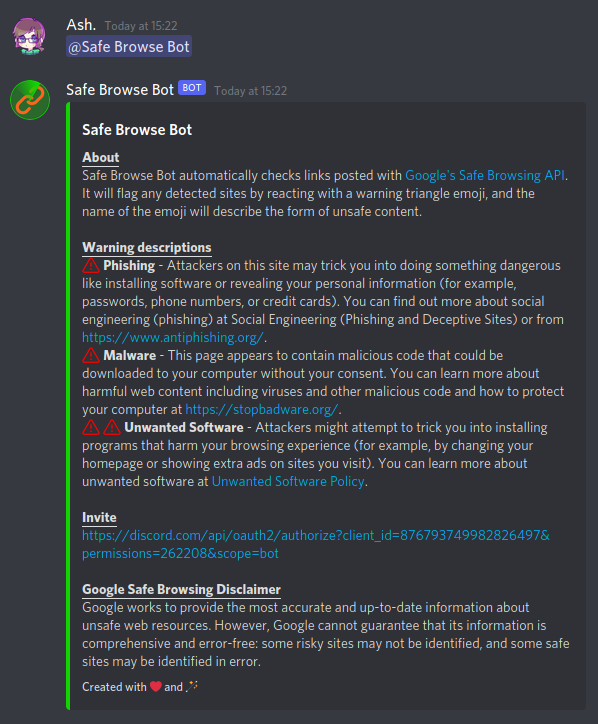 Ash. Today at 15:22
@Safe Browse Bot
Safe Browse Bot BOT Today at 15:22
Safe Browse Bot
About
Safe Browse Bot automatically checks links posted with Google's Safe Browsing API.
It will flag any detected sites by reacting with a warning triangle emoji, and the
name of the emoji will describe the form of unsafe content.
Warning descriptions
Phishing - Attackers on this site may trick you into doing something dangerous
like installing software or revealing your personal information (for example,
passwords, phone numbers, or credit cards). You can find out more about social
engineering (phishing) at Social Engineering (Phishing and Deceptive Sites) or from
https://www.antiphishing.org/.
Malware - This page appears to contain malicious code that could be
downloaded to your computer without your consent. You can learn more about
harmful web content including viruses and other malicious code and how to protect
your computer at https://stopbadware.org/.
Unwanted Software - Attackers might attempt to trick you into installing
programs that harm your browsing experience (for example, by changing your
homepage or showing extra ads on sites you visit). You can learn more about
unwanted software at Unwanted Software Policy.
Invite
https://discord.com/api/oauth2/authorize?client_id=876793749982826497&
permissions=262208&scope=bot
Google Safe Browsing Disclaimer
Google works to provide the most accurate and up-to-date information about
unsafe web resources. However, Google cannot guarantee that its information is
comprehensive and error-free: some risky sites may not be identified, and some safe
sites may be identified in error.
Created with ❤️ and ,🪄